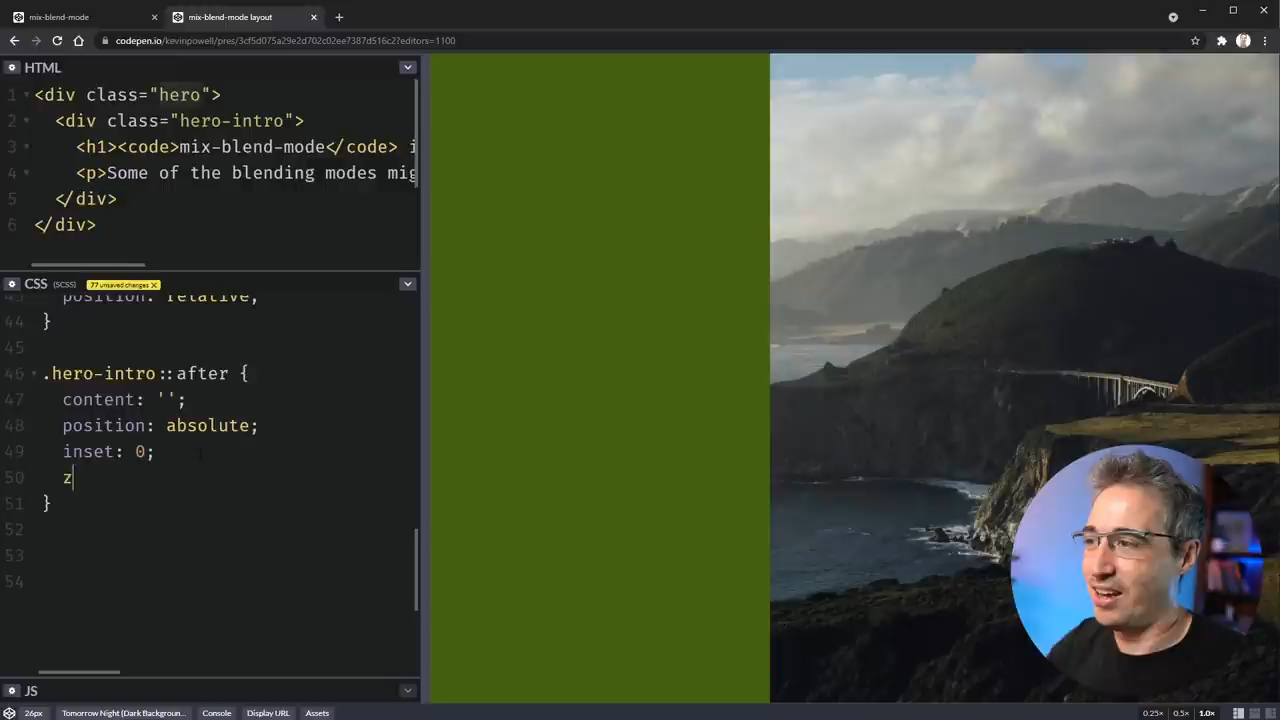 mix-blend-mode
mix-blend-mode layout
codepen.io/kevinpowell/pres/3cf5d075a29e2d702c02ee7387d516c2?editors=1100
HTML
1 <div class="hero">
2 <div class="hero-intro">
3 <h1><code>mix-blend-mode</code> i
4 <p>Some of the blending modes mig
5 </div>
6 </div>
CSS (SCSS) 77 unsaved changes
43 position: relative;
44 }
45
46 .hero-intro::after {
47 content: '';
48 position: absolute;
49 inset: 0;
50 z
51 }
52
53
54
JS
26px Tomorrow Night (Dark Backgroun... Console Display URL Assets 0.25× 0.5× 1.0×